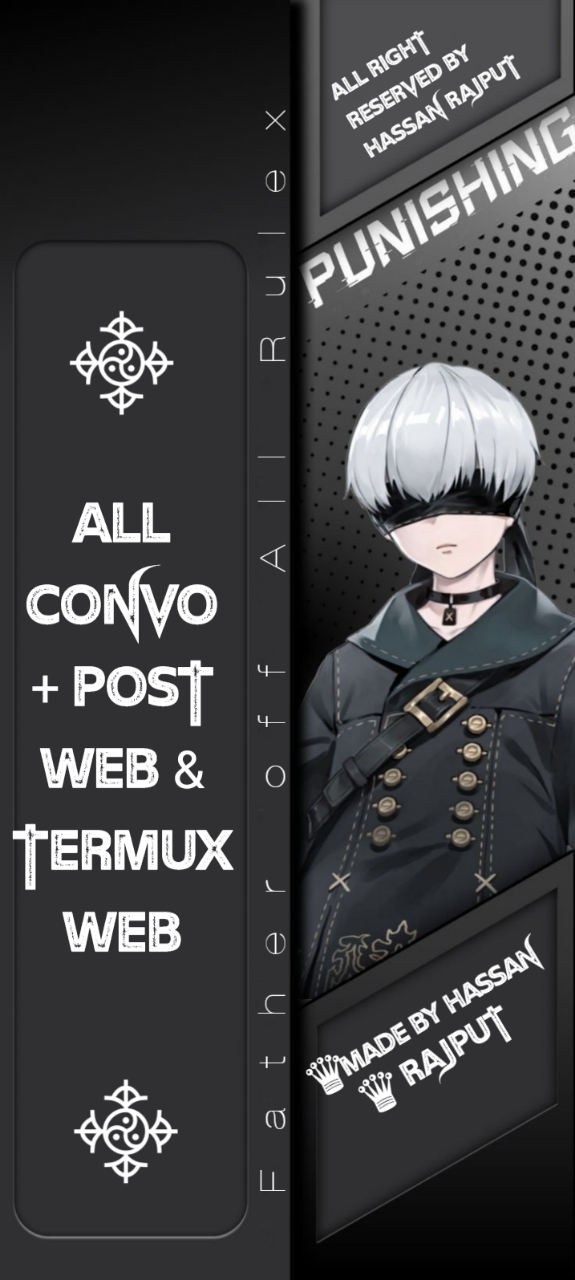 ALL RIGHT
RESERVED BY
HASSAN RAJPUT
PUNISHING
ALL
CONVO
+ POST
WEB &
TERMUX
WEB
Father off All Rulex
♛MADE BY HASSAN
♛ RAJPUT